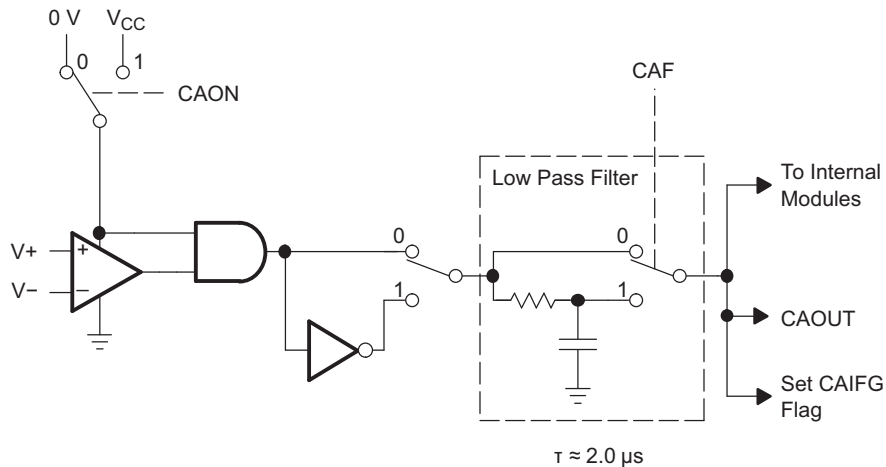 0 V
V_CC
0
1
CAON
CAF
Low Pass Filter
To Internal
Modules
V+
+
V−
−
0
1
0
1
CAOUT
Set CAIFG
Flag
τ ≈ 2.0 µs